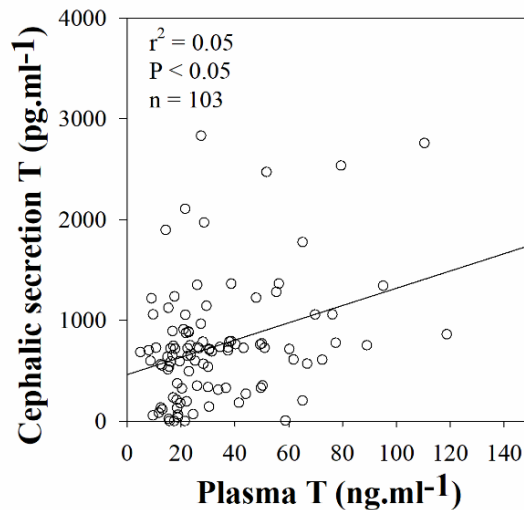 4000
3000
2000
1000
0
Cephalic secretion T (pg.ml-1)
r2 = 0.05
P < 0.05
n = 103
0 20 40 60 80 100 120 140
Plasma T (ng.ml-1)